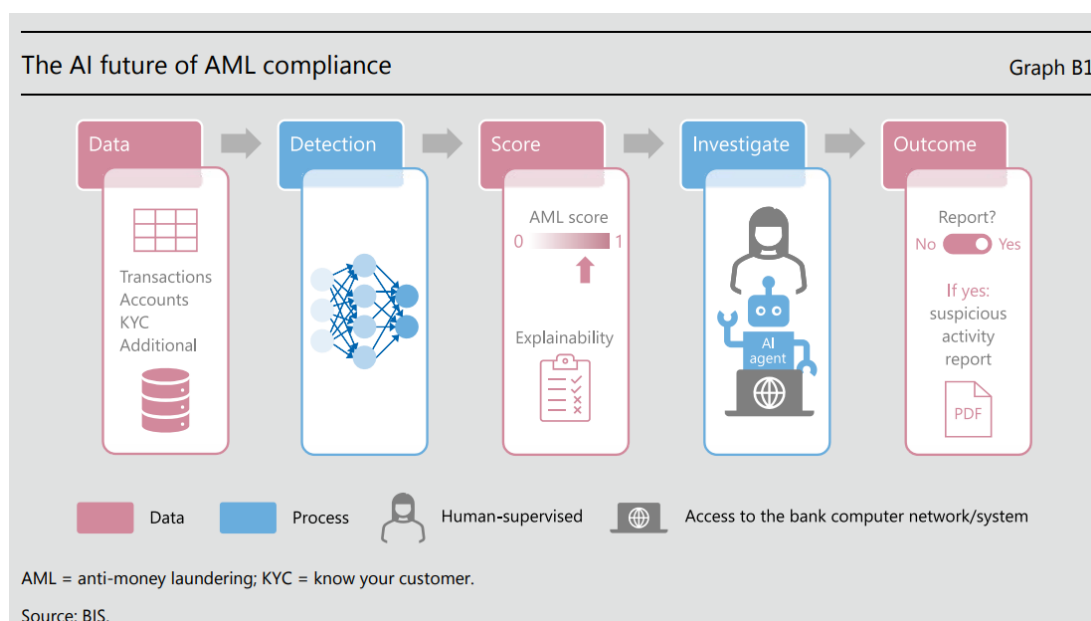 The AI future of AML compliance
Graph B1
Data
Detection
Score
Investigate
Outcome
Transactions
Accounts
KYC
Additional
AML score
0
1
Explainability
AI
agent
Report?
No
Yes
If yes:
suspicious
activity
report
PDF
Data
Process
Human-supervised
Access to the bank computer network/system
AML = anti-money laundering; KYC = know your customer.
Source: BIS.